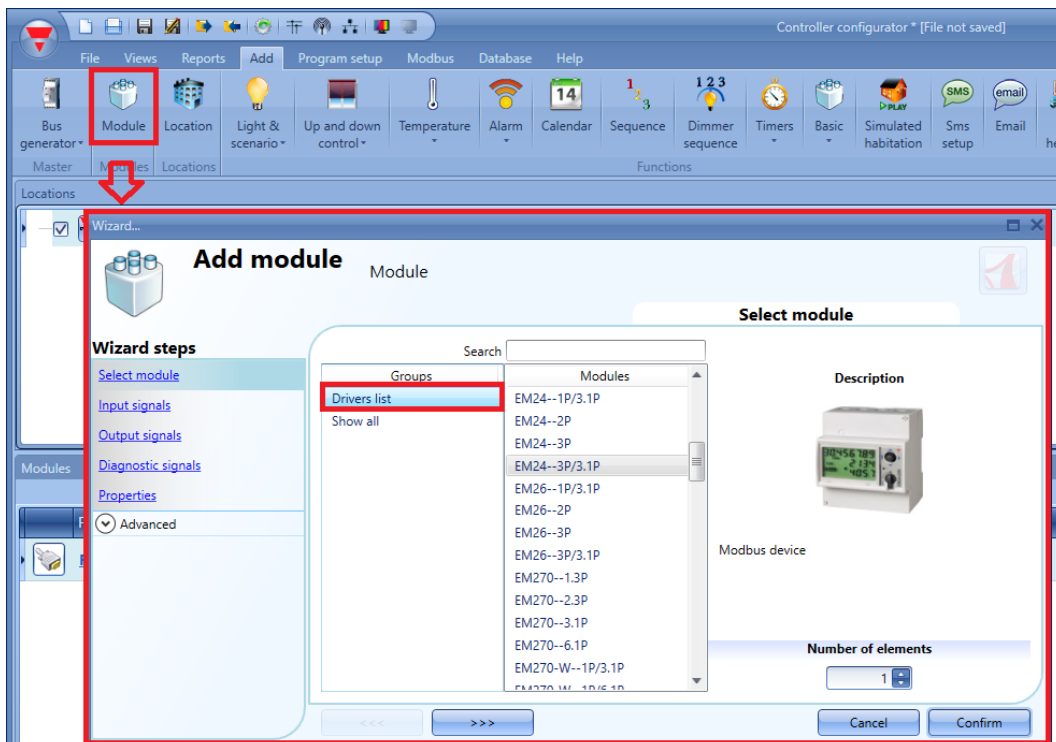 Controller configurator * [File not saved]
File Views Reports Add Program setup Modbus Database Help
14
1 2 3
1 2 3
PLAY
SMS
email
Bus generator
Module
Location
Light & scenario
Up and down control
Temperature
Alarm
Calendar
Sequence
Dimmer sequence
Timers
Basic
Simulated habitation
Sms setup
Email
Master
Modules
Locations
Functions
Locations
Wizard...
Add module
Module
Select module
Wizard steps
Search
Select module
Input signals
Output signals
Diagnostic signals
Properties
Advanced
Groups
Drivers list
Show all
Modules
EM24--1P/3.1P
EM24--2P
EM24--3P
EM24--3P/3.1P
EM26--1P/3.1P
EM26--2P
EM26--3P
EM26--3P/3.1P
EM270--1.3P
EM270--2.3P
EM270--3.1P
EM270--6.1P
EM270-W--1P/3.1P
EM270-W--1P/6.1P
Description
Modbus device
Number of elements
1
Modules
<<<
>>>
Cancel
Confirm